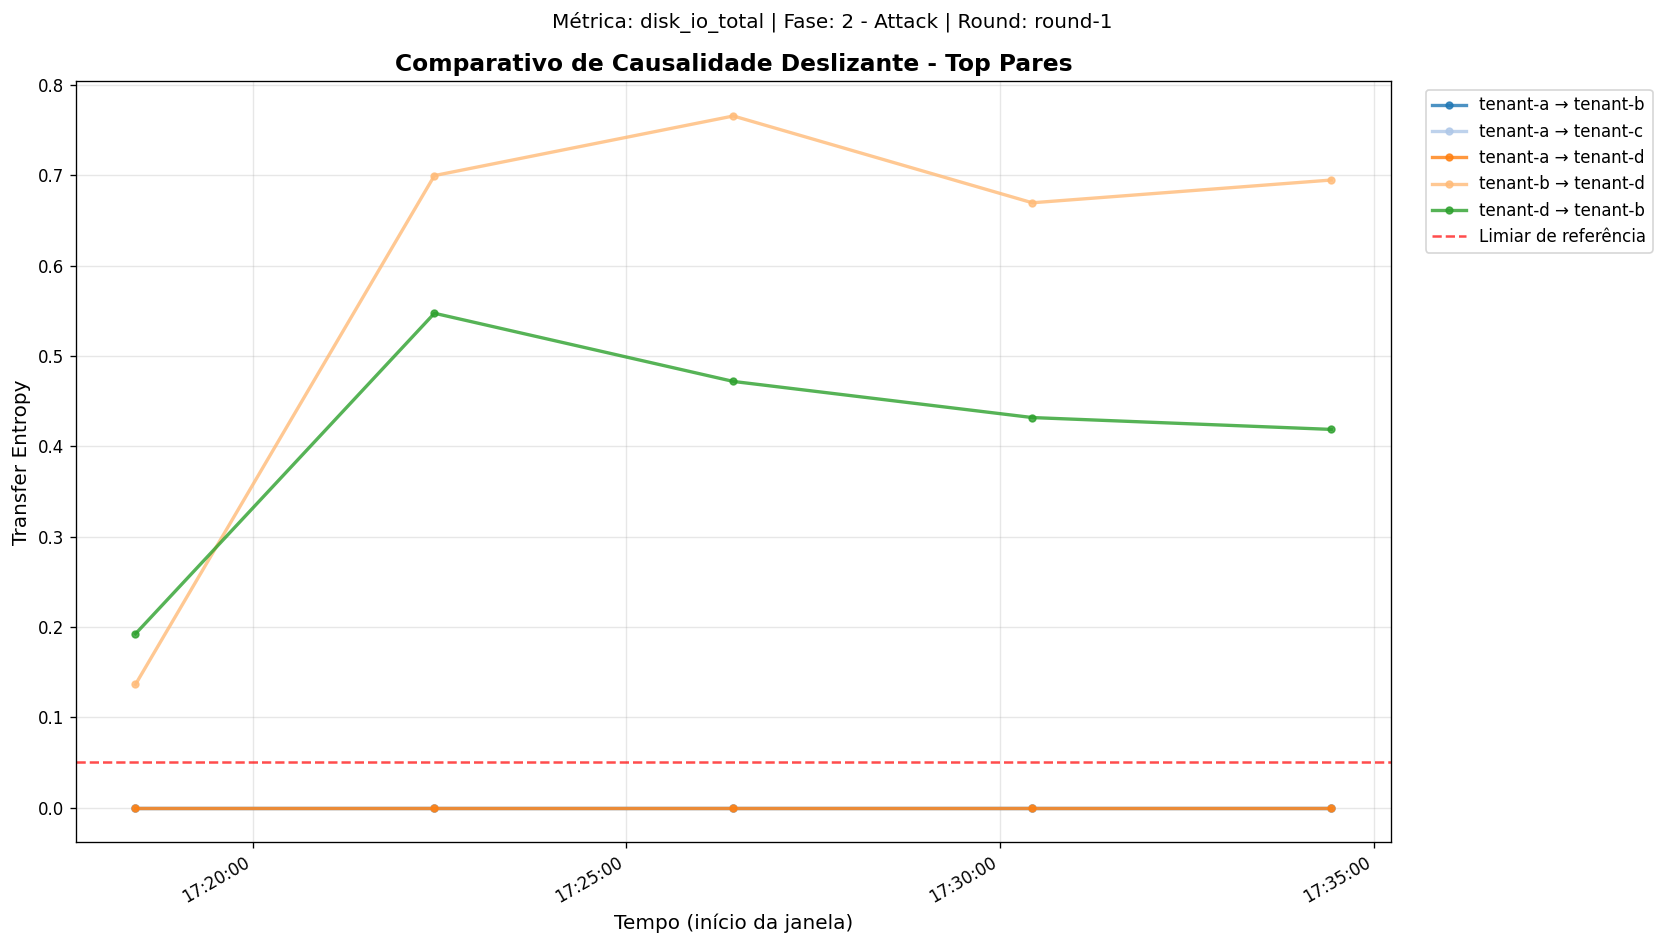 Métrica: disk_io_total | Fase: 2 - Attack | Round: round-1
Comparativo de Causalidade Deslizante - Top Pares
tenant-a → tenant-b
tenant-a → tenant-c
tenant-a → tenant-d
tenant-b → tenant-d
tenant-d → tenant-b
Limiar de referência
Transfer Entropy
0.8
0.7
0.6
0.5
0.4
0.3
0.2
0.1
0.0
17:20:00
17:25:00
17:30:00
17:35:00
Tempo (início da janela)